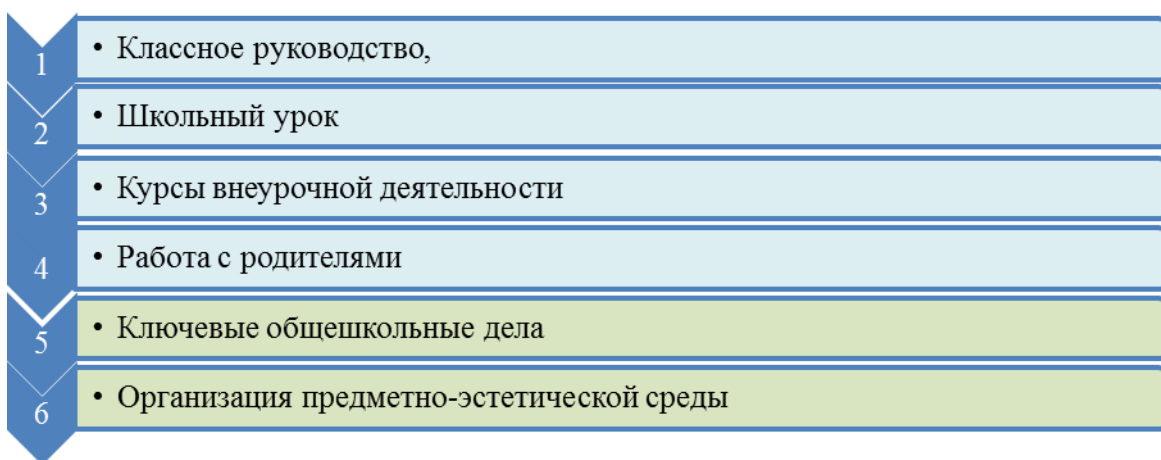 1 • Классное руководство,
2 • Школьный урок
3 • Курсы внеурочной деятельности
4 • Работа с родителями
5 • Ключевые общешкольные дела
6 • Организация предметно-эстетической среды